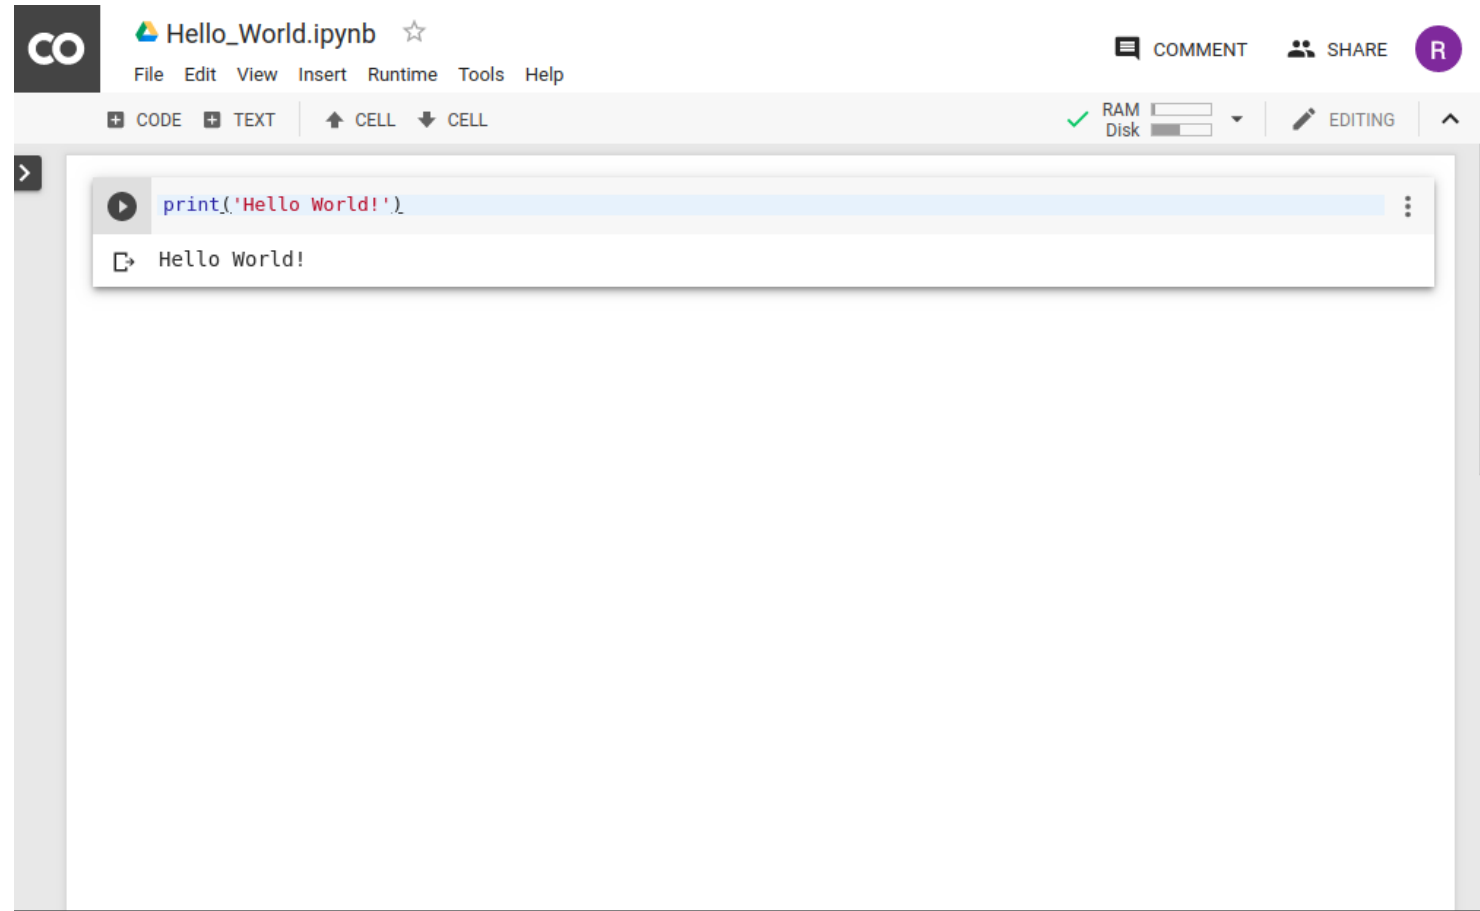 CO Hello_World.ipynb
COMMENT SHARE R
File Edit View Insert Runtime Tools Help
CODE TEXT CELL CELL RAM Disk EDITING
print('Hello World!')
Hello World!